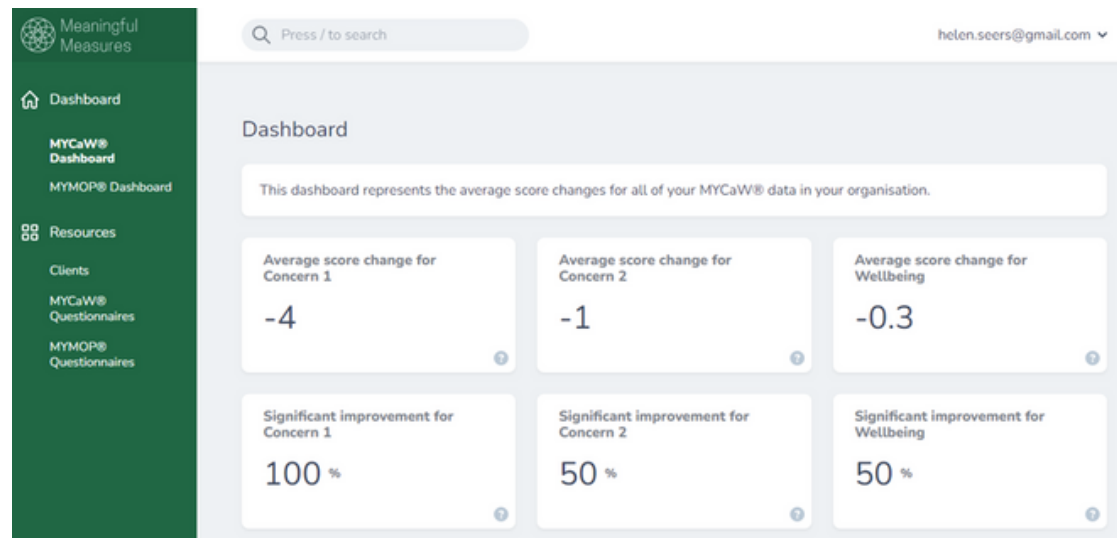 Meaningful
Measures
Press / to search
helen.seers@gmail.com
Dashboard
MYCaW®
Dashboard
MYMOP® Dashboard
Resources
Clients
MYCaW®
Questionnaires
MYMOP®
Questionnaires
Dashboard
This dashboard represents the average score changes for all of your MYCaW® data in your organisation.
Average score change for
Concern 1
-4
?
Average score change for
Concern 2
-1
?
Average score change for
Wellbeing
-0.3
?
Significant improvement for
Concern 1
100 %
?
Significant improvement for
Concern 2
50 %
?
Significant improvement for
Wellbeing
50 %
?